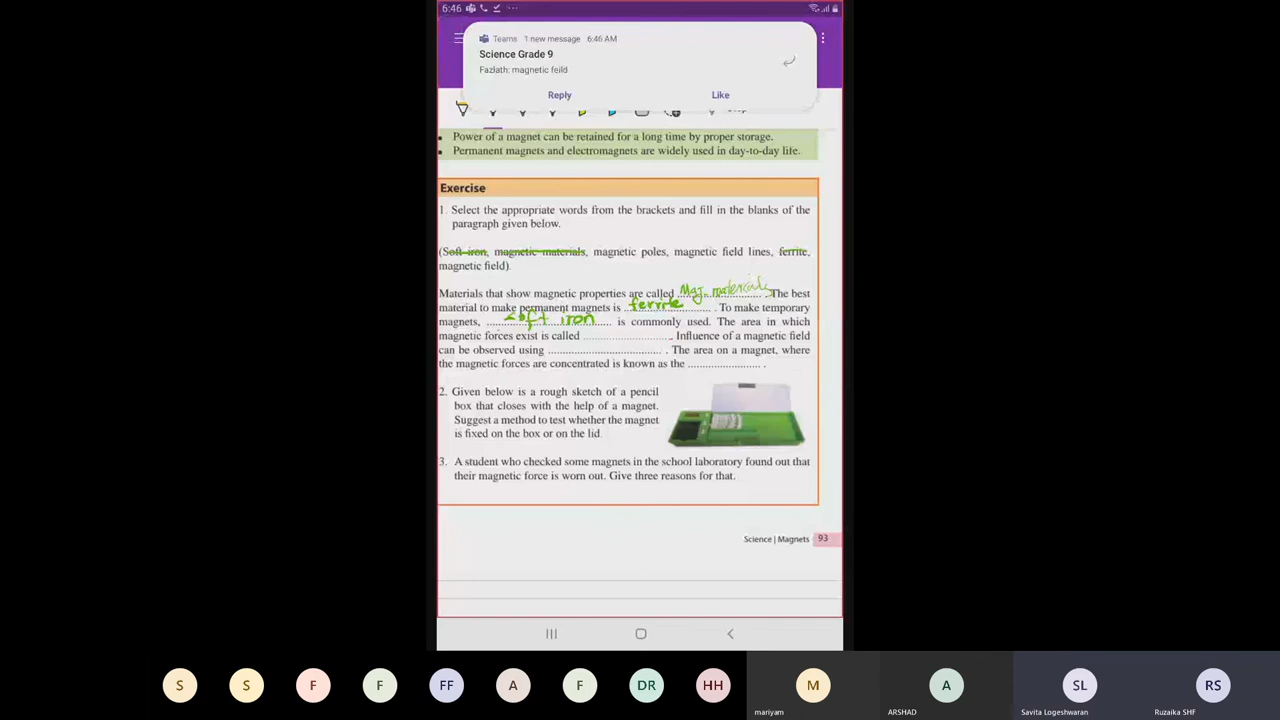 6:46
Teams 1 new message 6:46 AM
Science Grade 9
Fazlath: magnetic feild
Reply Like
• Power of a magnet can be retained for a long time by proper storage.
• Permanent magnets and electromagnets are widely used in day-to-day life.
Exercise
1. Select the appropriate words from the brackets and fill in the blanks of the
paragraph given below.
(Soft iron, magnetic materials, magnetic poles, magnetic field lines, ferrite,
magnetic field).
Materials that show magnetic properties are called Mag. materials. The best
material to make permanent magnets is ferrite. To make temporary
magnets, soft iron is commonly used. The area in which
magnetic forces exist is called ........................... Influence of a magnetic field
can be observed using .................................... . The area on a magnet, where
the magnetic forces are concentrated is known as the ........................ .
2. Given below is a rough sketch of a pencil
box that closes with the help of a magnet.
Suggest a method to test whether the magnet
is fixed on the box or on the lid.
3. A student who checked some magnets in the school laboratory found out that
their magnetic force is worn out. Give three reasons for that.
Science | Magnets 93
S S F F FF A F DR HH M A SL RS
mariyam ARSHAD Savita Logeshwaran Ruzaika SHF